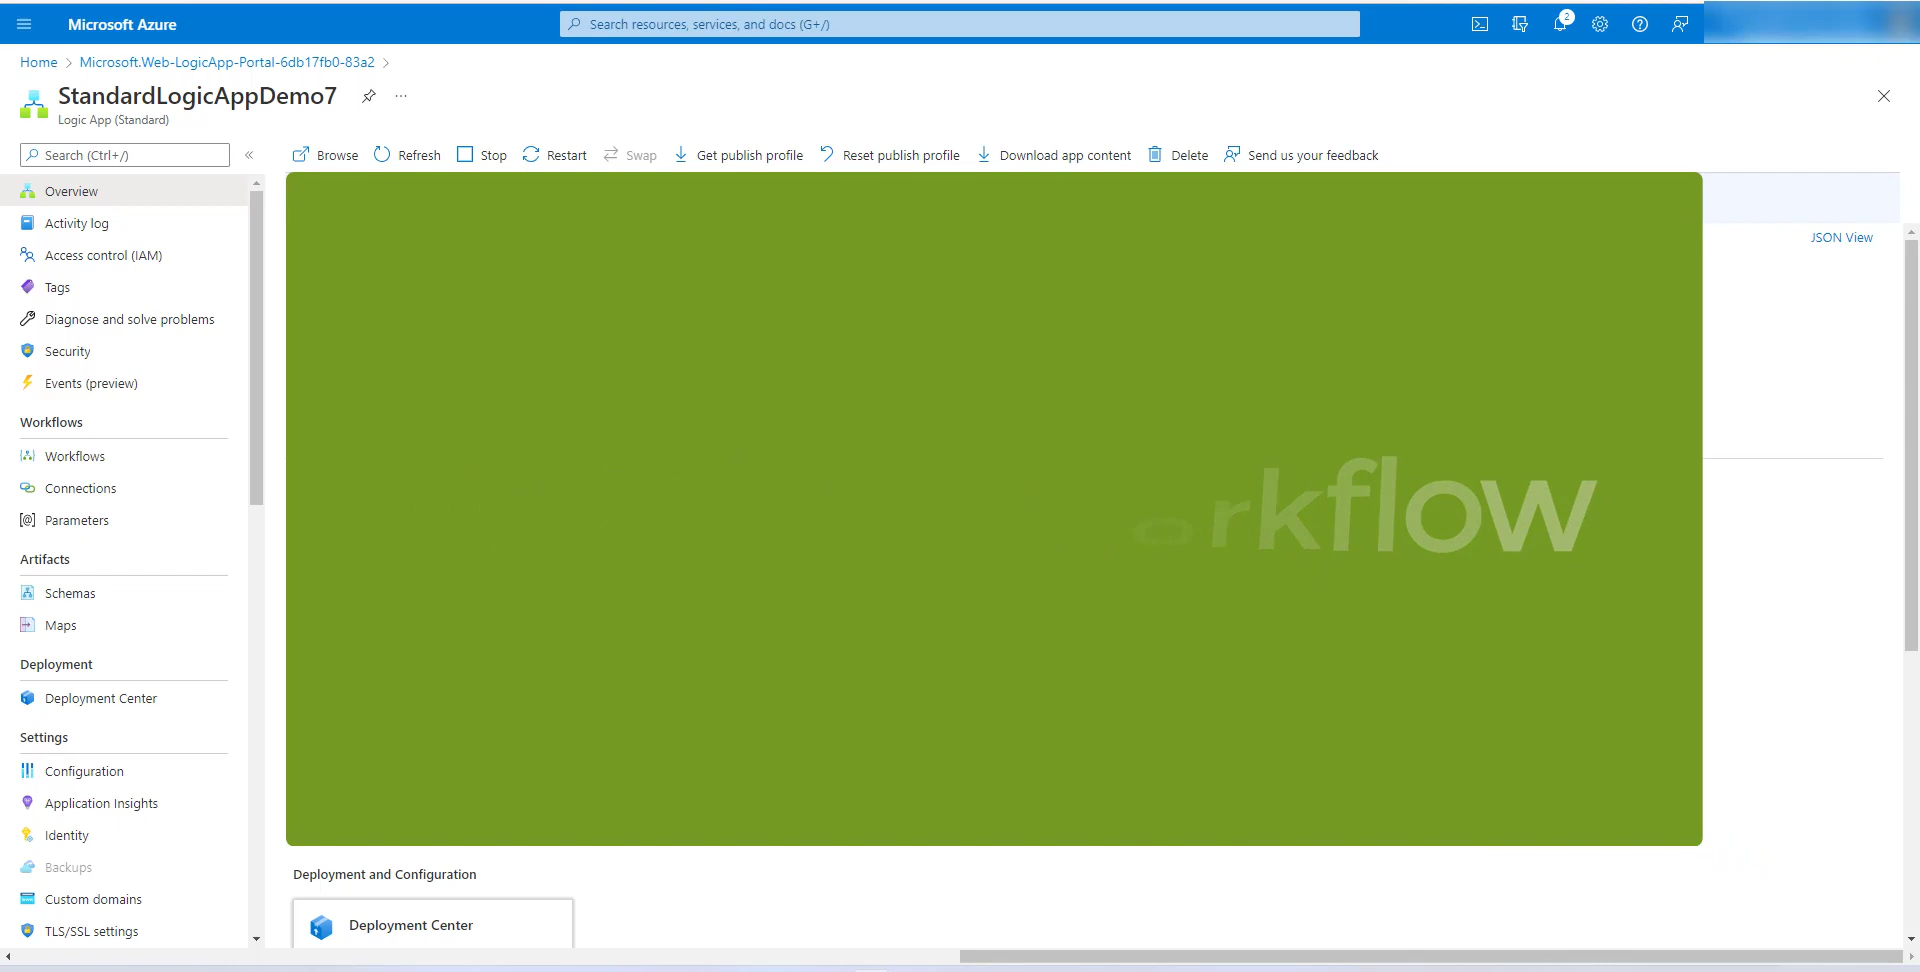 Microsoft Azure
Search resources, services, and docs (G+/)
2
Home > Microsoft.Web-LogicApp-Portal-6db17fb0-83a2 >
StandardLogicAppDemo7
Logic App (Standard)
Search (Ctrl+/)
Browse Refresh Stop Restart Swap Get publish profile Reset publish profile Download app content Delete Send us your feedback
Overview
Activity log
JSON View
Access control (IAM)
Tags
Diagnose and solve problems
Security
Events (preview)
Workflows
Workflows
Connections
Parameters
orkflow
Artifacts
Schemas
Maps
Deployment
Deployment Center
Settings
Configuration
Application Insights
Identity
Backups
Custom domains
TLS/SSL settings
Deployment and Configuration
Deployment Center